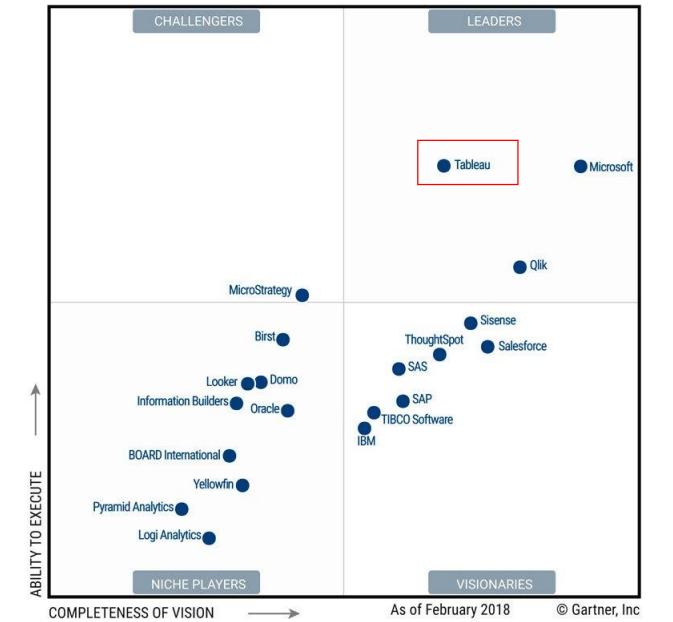 CHALLENGERS
LEADERS
Tableau
Microsoft
Qlik
MicroStrategy
Sisense
Birst
ThoughtSpot
Salesforce
SAS
Looker
Domo
Information Builders
Oracle
SAP
TIBCO Software
IBM
BOARD International
Yellowfin
Pyramid Analytics
Logi Analytics
ABILITY TO EXECUTE
NICHE PLAYERS
VISIONARIES
COMPLETENESS OF VISION
As of February 2018
© Gartner, Inc